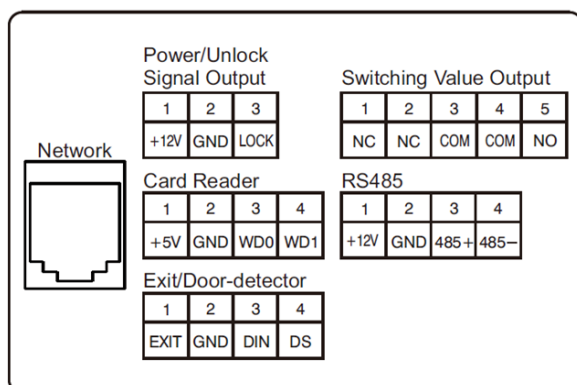 Power/Unlock
Signal Output
1 2 3
+12V GND LOCK
Switching Value Output
1 2 3 4 5
NC NC COM COM NO
Network
Card Reader
1 2 3 4
+5V GND WD0 WD1
RS485
1 2 3 4
+12V GND 485+ 485−
Exit/Door-detector
1 2 3 4
EXIT GND DIN DS